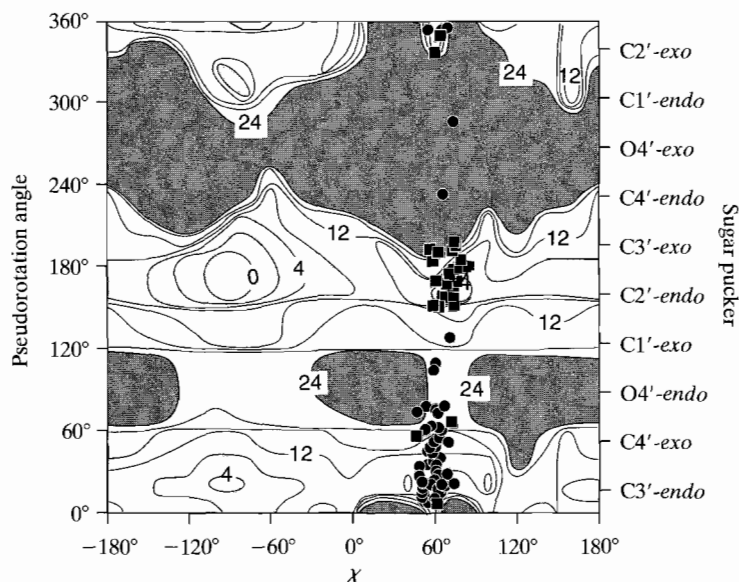 360°
300°
240°
180°
120°
60°
0°
Pseudorotation angle
−180°
−120°
−60°
0°
60°
120°
180°
χ
C2′-exo
C1′-endo
O4′-exo
C4′-endo
C3′-exo
C2′-endo
C1′-exo
O4′-endo
C4′-exo
C3′-endo
Sugar pucker
24
12
24
12
12
0
4
4
12
24
24
12
4